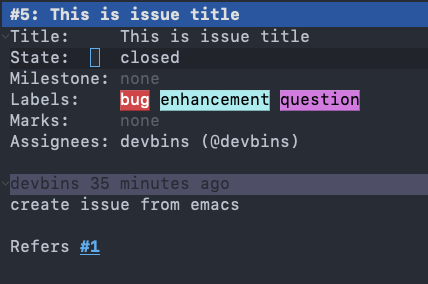 #5: This is issue title
Title: This is issue title
State: closed
Milestone: none
Labels: bug enhancement question
Marks: none
Assignees: devbins (@devbins)
devbins 35 minutes ago
create issue from emacs
Refers #1